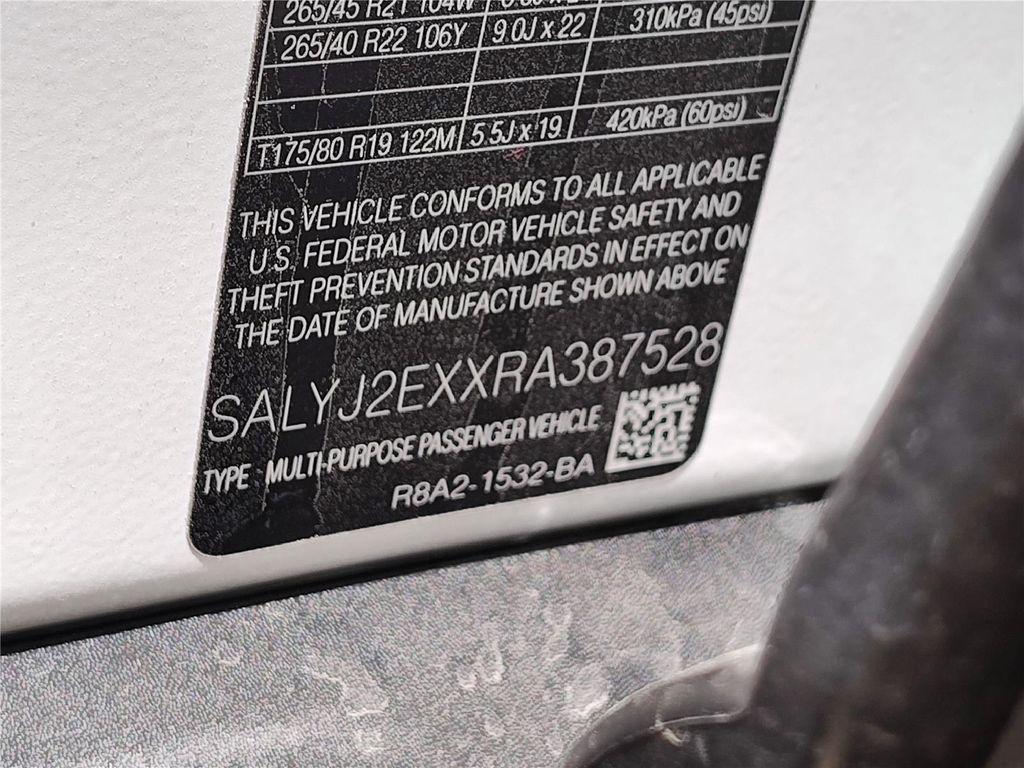 265/45 R21 104W
265/40 R22 106Y 9.0J x 22 310kPa (45psi)
T175/80 R19 122M 5.5J x 19 420kPa (60psi)
THIS VEHICLE CONFORMS TO ALL APPLICABLE
U.S. FEDERAL MOTOR VEHICLE SAFETY AND
THEFT PREVENTION STANDARDS IN EFFECT ON
THE DATE OF MANUFACTURE SHOWN ABOVE
SALYJ2EXXRA387528
TYPE MULTI-PURPOSE PASSENGER VEHICLE
R8A2-1532-BA